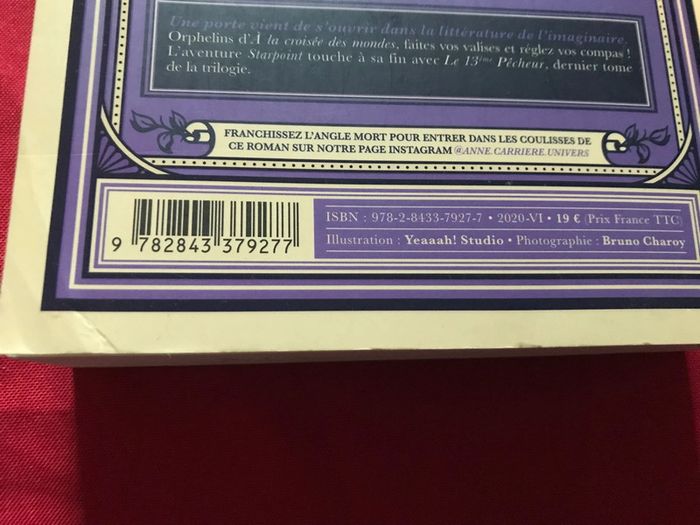 Une porte vient de s'ouvrir dans la littérature de l'imaginaire.
Orphelins d'À la croisée des mondes, faites vos valises et réglez vos compas !
L'aventure Starpoint touche à sa fin avec Le 13ème Pêcheur, dernier tome
de la trilogie.
FRANCHISSEZ L'ANGLE MORT POUR ENTRER DANS LES COULISSES DE
CE ROMAN SUR NOTRE PAGE INSTAGRAM @ANNE.CARRIERE.UNIVERS
ISBN : 978-2-8433-7927-7 • 2020-VI • 19 € (Prix France TTC)
Illustration : Yeaaah! Studio • Photographie : Bruno Charoy
9 782843 379277